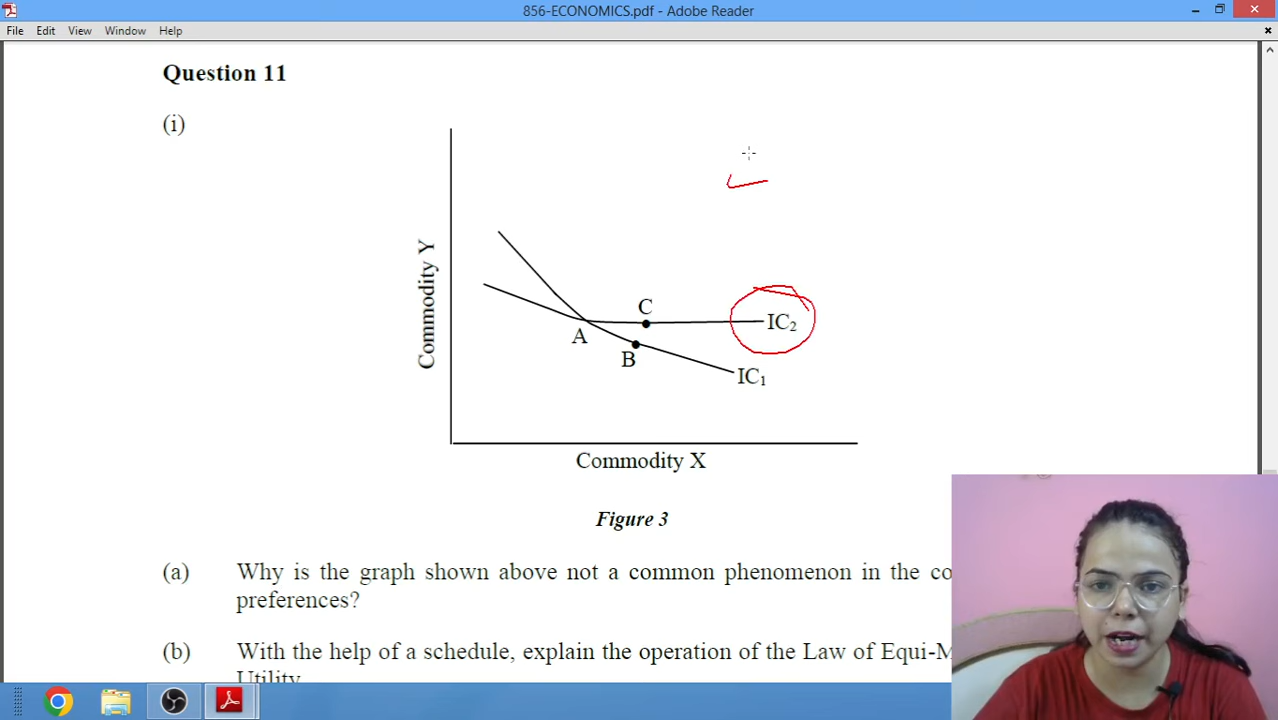 856-ECONOMICS.pdf - Adobe Reader
File Edit View Window Help
Question 11
(i)
Commodity Y
C
A
B
IC₂
IC₁
Commodity X
Figure 3
(a) Why is the graph shown above not a common phenomenon in the co
preferences?
(b) With the help of a schedule, explain the operation of the Law of Equi-M
Utility